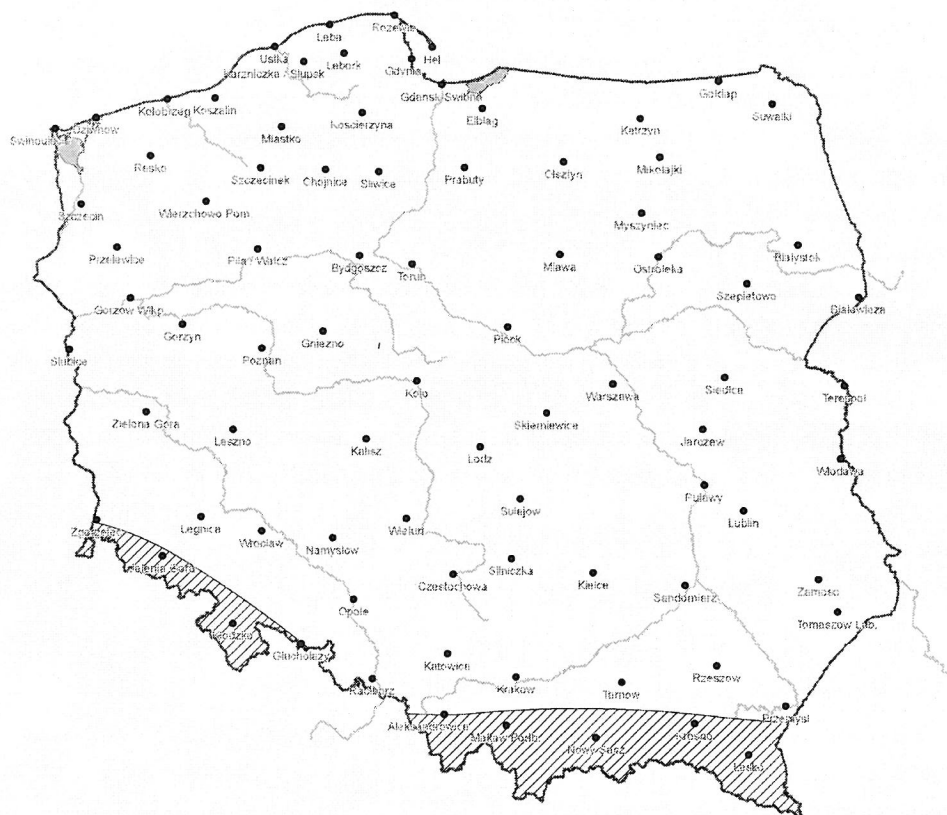 Rozewie
Leba
Ustka
Lebork
Hel
Karzniczka
Slupsk
Gdynia
Gdansk Swibno
Goldap
Kolobrzeg
Koszalin
Elblag
Suwalki
Dziwnow
Koscierzyna
Ketrzyn
Swinoujscie
Miastko
Resko
Szczecinek
Chojnice
Sliwice
Prabuty
Olsztyn
Mikolajki
Szczecin
Wierzchowo Pom.
Myszyniec
Przelewice
Pila / Walcz
Bydgoszcz
Torun
Mlawa
Ostroleka
Bialystok
Szepietowo
Gorzow Wlkp.
Bialowieza
Gorzyn
Gniezno
Plock
Slubice
Poznan
Kolo
Warszawa
Siedlce
Terespol
Zielona Gora
Leszno
Kalisz
Skierniewice
Lodz
Jarczew
Wlodawa
Pulawy
Sulejow
Lublin
Zgorzelec
Legnica
Wroclaw
Namyslow
Wielun
Jelenia Gora
Czestochowa
Silniczka
Kielce
Sandomierz
Zamosc
Opole
Tomaszow Lub.
Klodzko
Glucholazy
Katowice
Krakow
Tarnow
Rzeszow
Raciborz
Aleksandrowice
Makow Podh.
Nowy Sacz
Krosno
Przemysl
Lesko